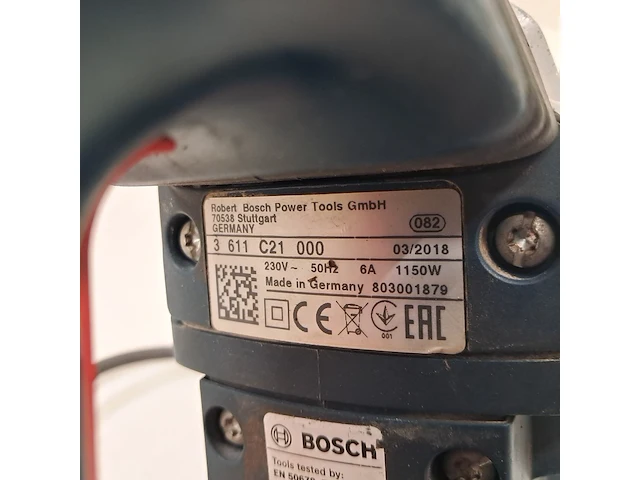 Robert Bosch Power Tools GmbH
70538 Stuttgart
GERMANY
082
3 611 C21 000 03/2018
230V ~ 50Hz 6A 1150W
Made in Germany 803001879
CE EAC
001
BOSCH
Tools tested by: